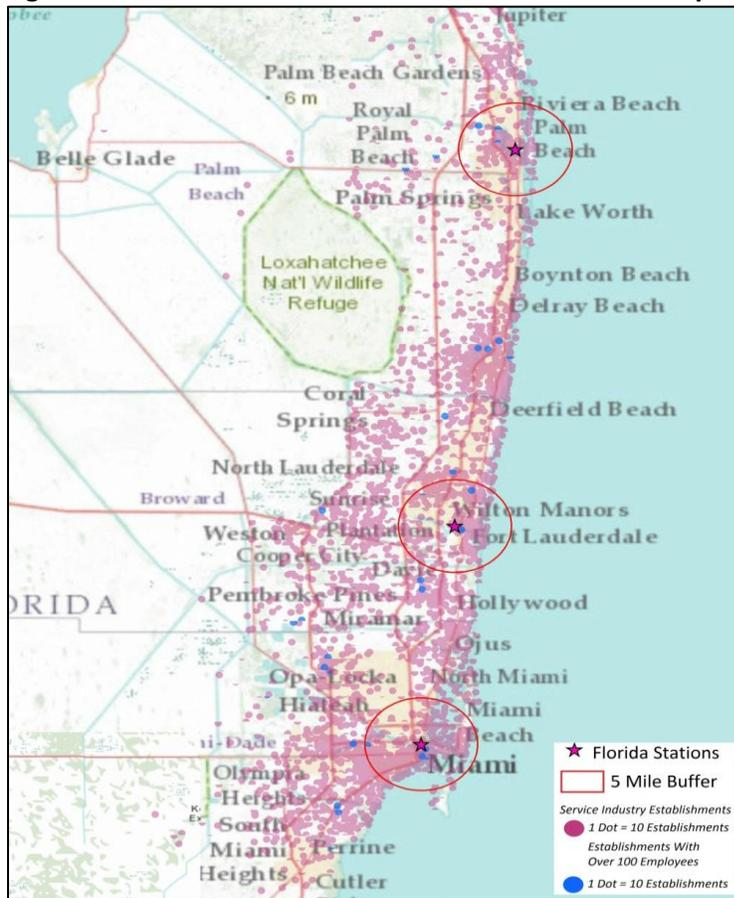 Jupiter
Palm Beach Gardens
6 m
Royal
Palm
Beach
Riviera Beach
Palm
Beach
Belle Glade
Palm
Beach
Palm Springs
Lake Worth
Loxahatchee
Nat'l Wildlife
Refuge
Boynton Beach
Delray Beach
Coral
Springs
Deerfield Beach
North Lauderdale
Broward
Sunrise
Wilton Manors
Weston
Plantation
Fort Lauderdale
Cooper City
Davie
ORIDA
Pembroke Pines
Hollywood
Miramar
Ojus
Opa-Locka
North Miami
Hialeah
Miami
Beach
ni-Dade
Miami
Olympia
Heights
South
Miami
Heights
Perrine
Cutler
Florida Stations
5 Mile Buffer
Service Industry Establishments
1 Dot = 10 Establishments
Establishments With
Over 100 Employees
1 Dot = 10 Establishments